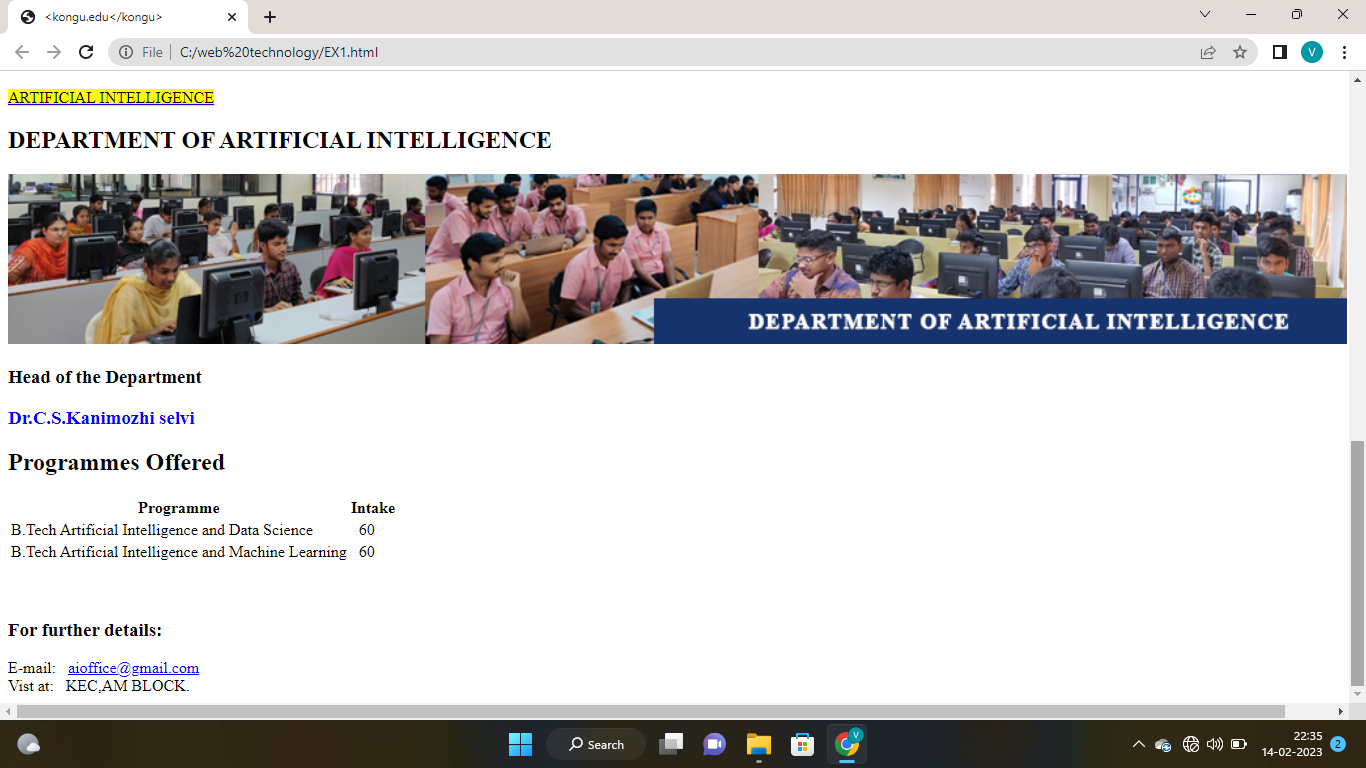 <kongu.edu</kongu>
File
C:/web%20technology/EX1.html
V
ARTIFICIAL INTELLIGENCE
DEPARTMENT OF ARTIFICIAL INTELLIGENCE
DEPARTMENT OF ARTIFICIAL INTELLIGENCE
Head of the Department
Dr.C.S.Kanimozhi selvi
Programmes Offered
Programme Intake
B.Tech Artificial Intelligence and Data Science 60
B.Tech Artificial Intelligence and Machine Learning 60
For further details:
E-mail: aioffice@gmail.com
Vist at: KEC,AM BLOCK.
Search
V
22:35
14-02-2023
2